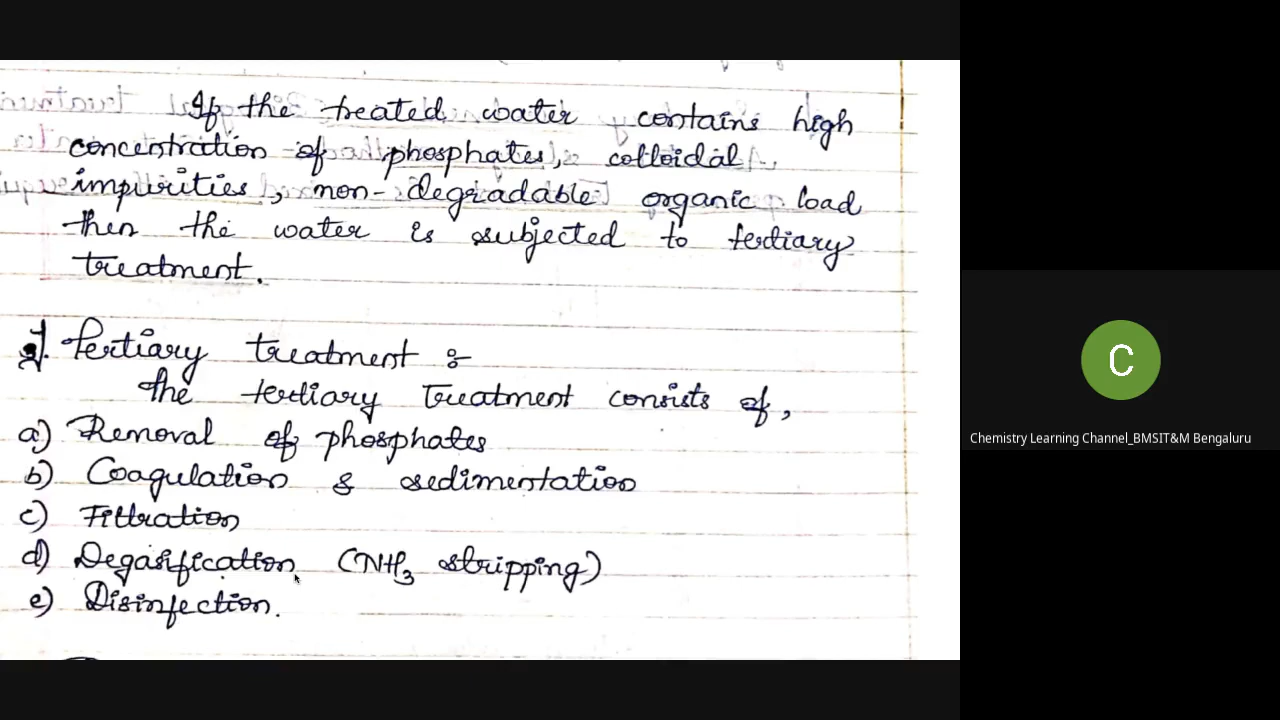 If the treated water contains high
concentration of phosphates, colloidal
impurities, non-degradable organic load
then the water is subjected to tertiary
treatment.
Tertiary treatment :-
The tertiary treatment consists of,
a) Removal of phosphates
b) Coagulation & sedimentation
c) Filtration
d) Degasification (NH3 stripping)
e) Disinfection.
C
Chemistry Learning Channel_BMSIT&M Bengaluru